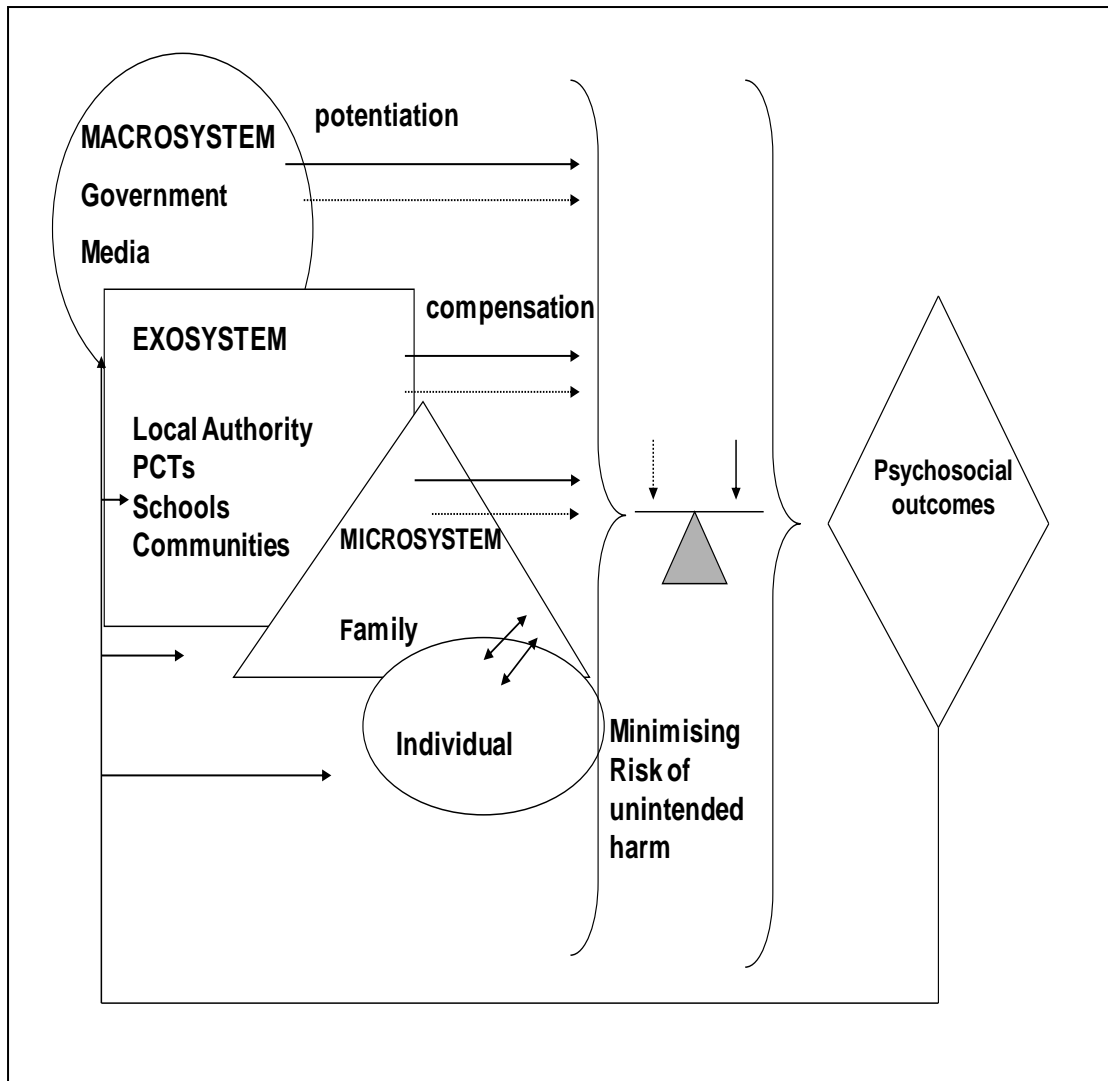 potentiation
MACROSYSTEM
Government
Media
compensation
EXOSYSTEM
Local Authority
PCTs
Schools
Communities
MICROSYSTEM
Family
Individual
Minimising
Risk of
unintended
harm
Psychosocial
outcomes